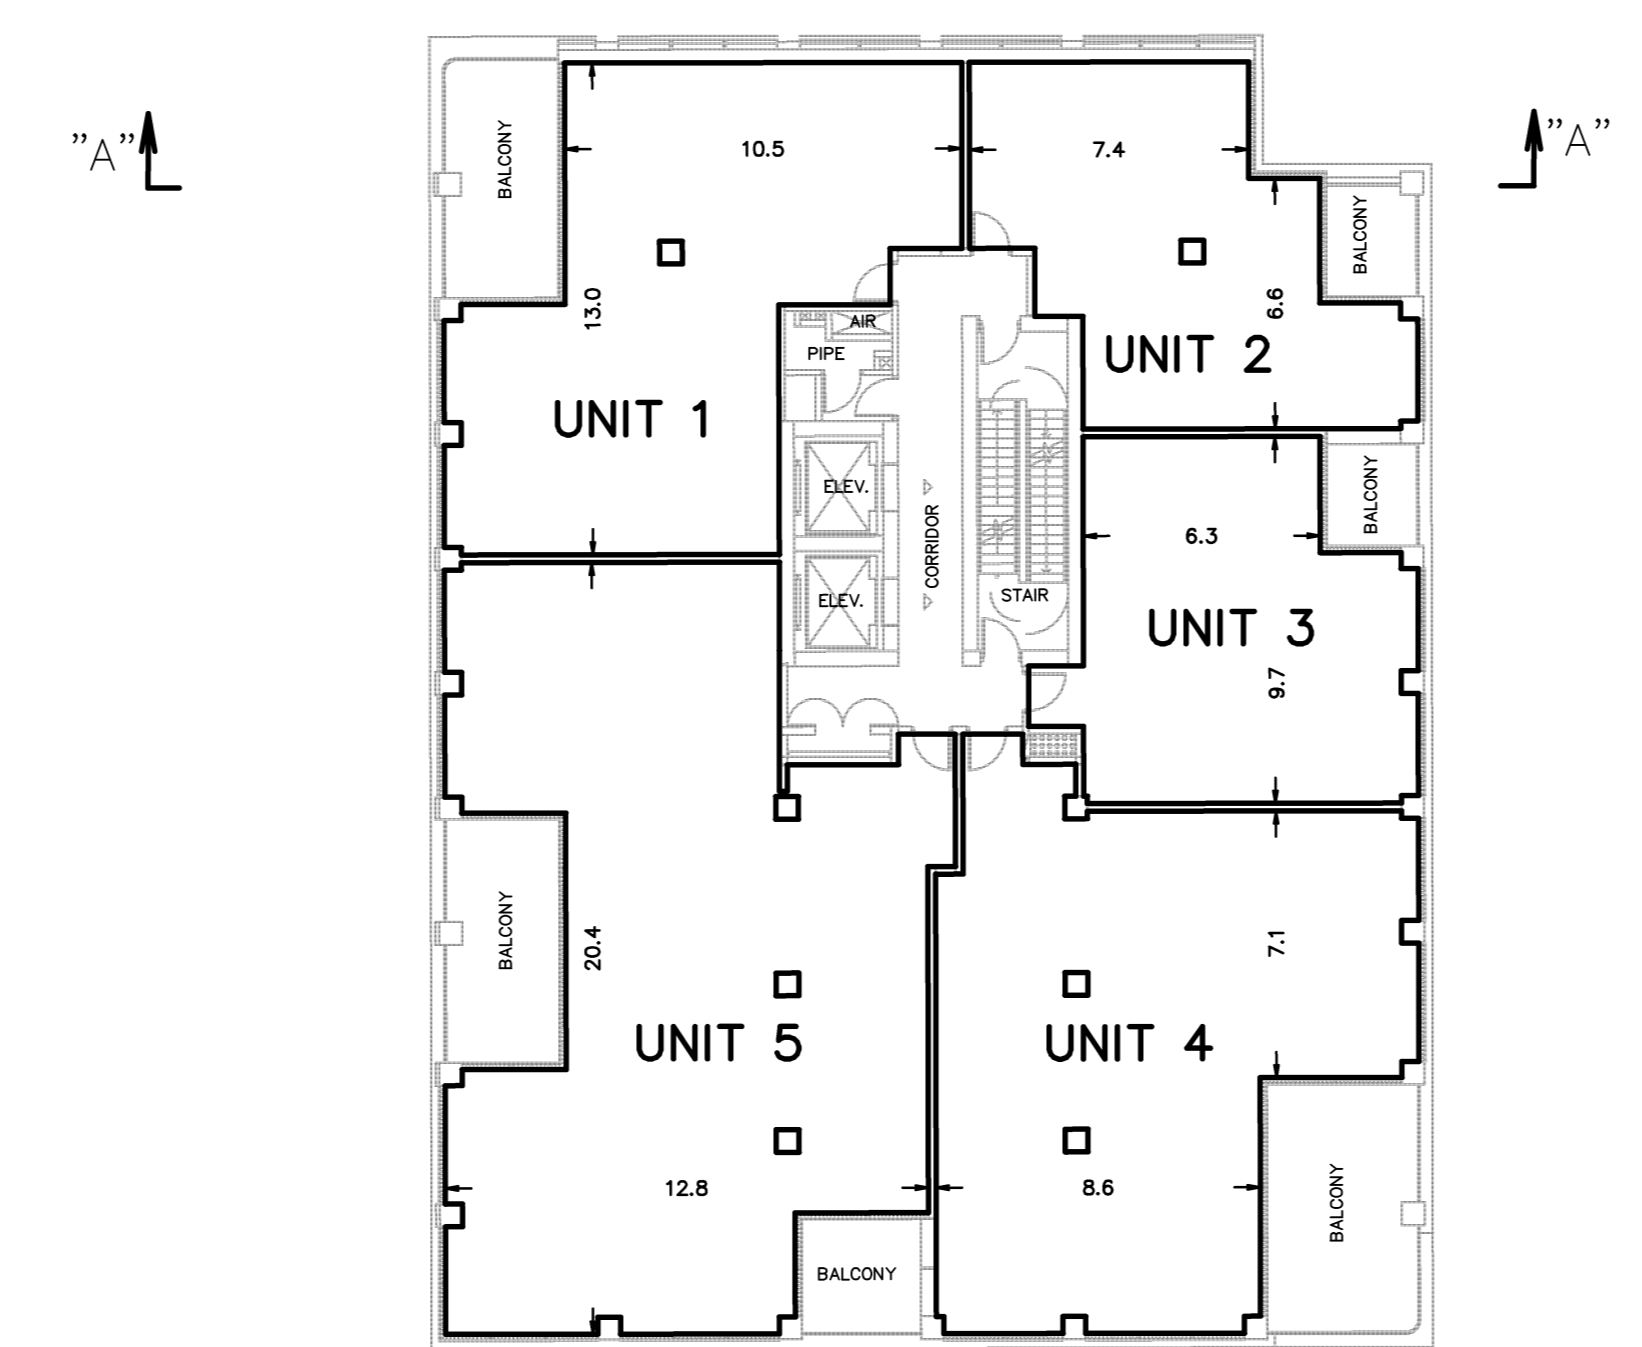 ”A”
”A”
BALCONY
10.5
7.4
BALCONY
13.0
6.6
AIR
PIPE
UNIT 2
UNIT 1
ELEV.
CORRIDOR
BALCONY
6.3
ELEV.
STAIR
UNIT 3
9.7
BALCONY
20.4
7.1
UNIT 5
UNIT 4
12.8
8.6
BALCONY
BALCONY